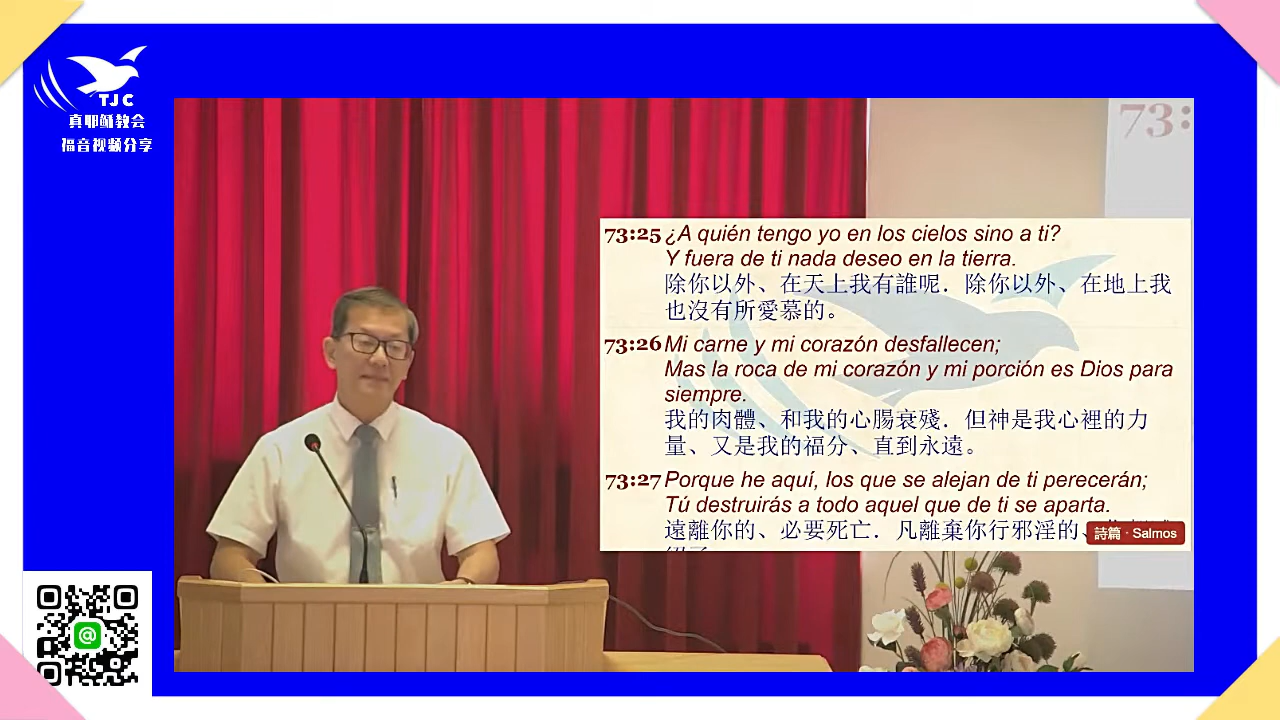 TJC
真耶稣教会
福音视频分享
73:
73:25 ¿A quién tengo yo en los cielos sino a ti?
Y fuera de ti nada deseo en la tierra.
除你以外、在天上我有誰呢．除你以外、在地上我
也沒有所愛慕的。
73:26 Mi carne y mi corazón desfallecen;
Mas la roca de mi corazón y mi porción es Dios para
siempre.
我的肉體、和我的心腸衰殘．但神是我心裡的力
量、又是我的福分、直到永遠。
73:27 Porque he aquí, los que se alejan de ti perecerán;
Tú destruirás a todo aquel que de ti se aparta.
遠離你的、必要死亡．凡離棄你行邪淫的、
詩篇 · Salmos